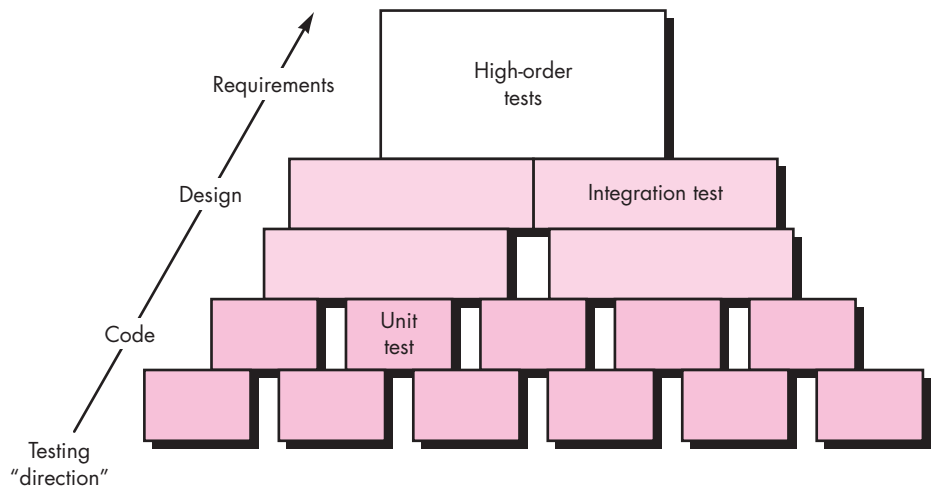 Requirements
High-order
tests
Design
Integration test
Code
Unit
test
Testing
“direction”